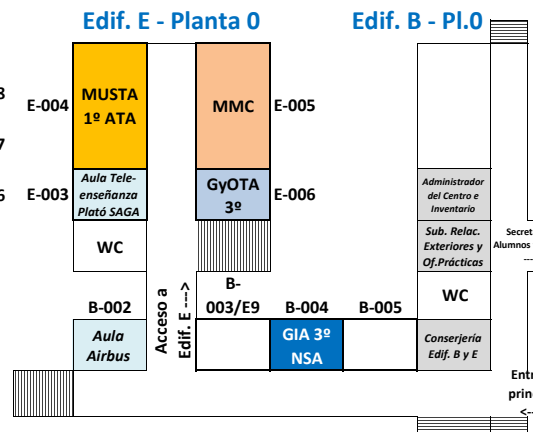 Edif. E - Planta 0
Edif. B - Pl.0
E-004
MUSTA
1º ATA
MMC
E-005
E-003
Aula Tele-
enseñanza
Plató SAGA
GyOTA
3º
E-006
Administrador
del Centro e
Inventario
WC
Sub. Relac.
Exteriores y
Of.Prácticas
Alumnos
WC
Acceso a
Edif. E --->
B-002
B-
003/E9
B-004
B-005
Aula
Airbus
GIA 3º
NSA
Conserjería
Edif. B y E